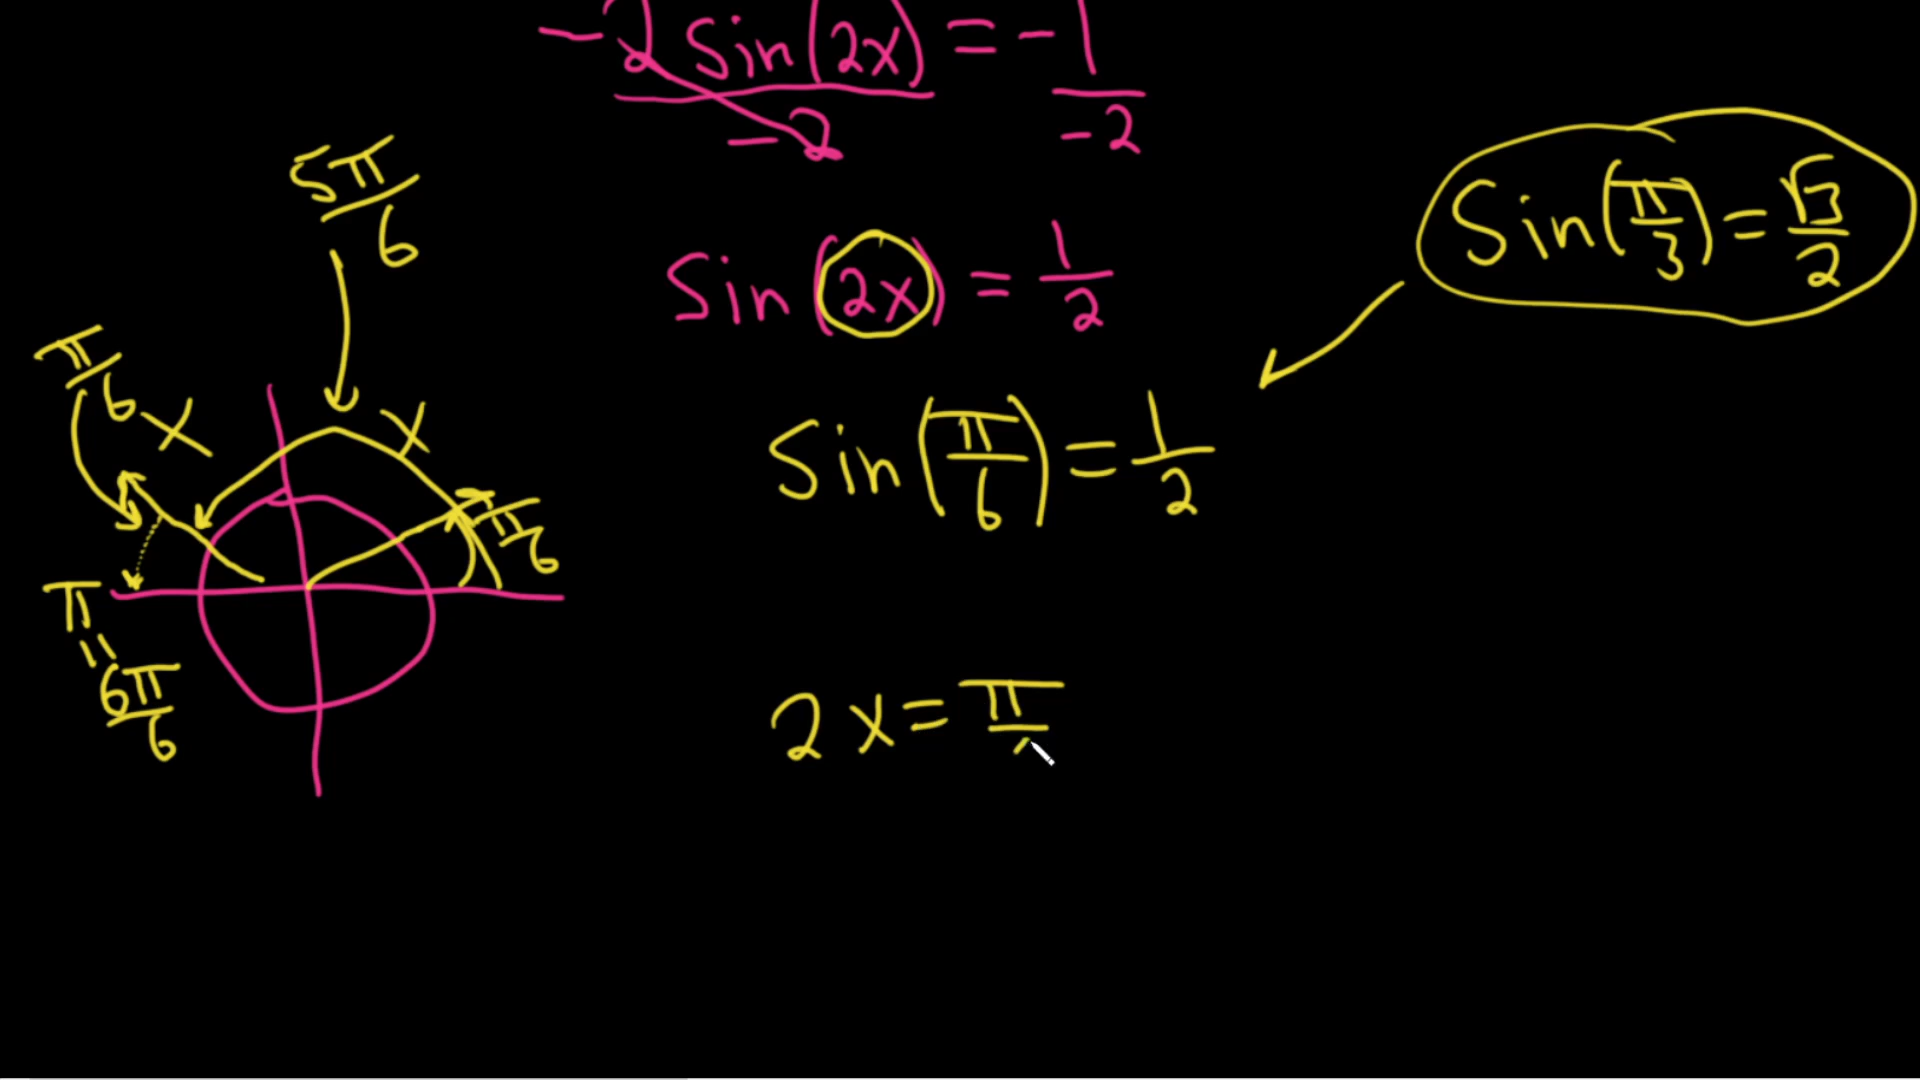 -2 sin(2x) / -2 = -1 / -2
sin(2x) = 1/2
sin(π/3) = √3/2
sin(π/6) = 1/2
2x = π/
5π/6
π/6
x
x
π/6
π
=
6π/6